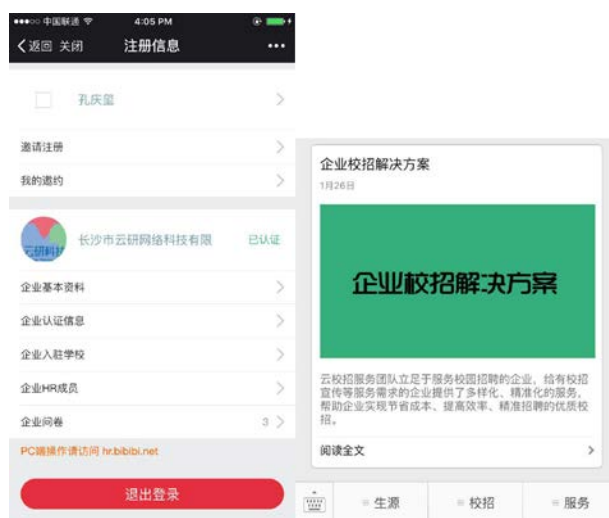 中国联通
4:05 PM
返回 关闭
注册信息
孔庆玺
邀请注册
我的邀约
云研科技
长沙市云研网络科技有限
已认证
企业基本资料
企业认证信息
企业入驻学校
企业HR成员
企业问卷
3
PC端操作请访问 hr.bibibi.net
退出登录
企业校招解决方案
1月26日
企业校招解决方案
云校招服务团队立足于服务校园招聘的企业，给有校招
宣传等服务需求的企业提供了多样化、精准化的服务，
帮助企业实现节省成本、提高效率、精准招聘的优质校
招。
阅读全文
生源
校招
服务